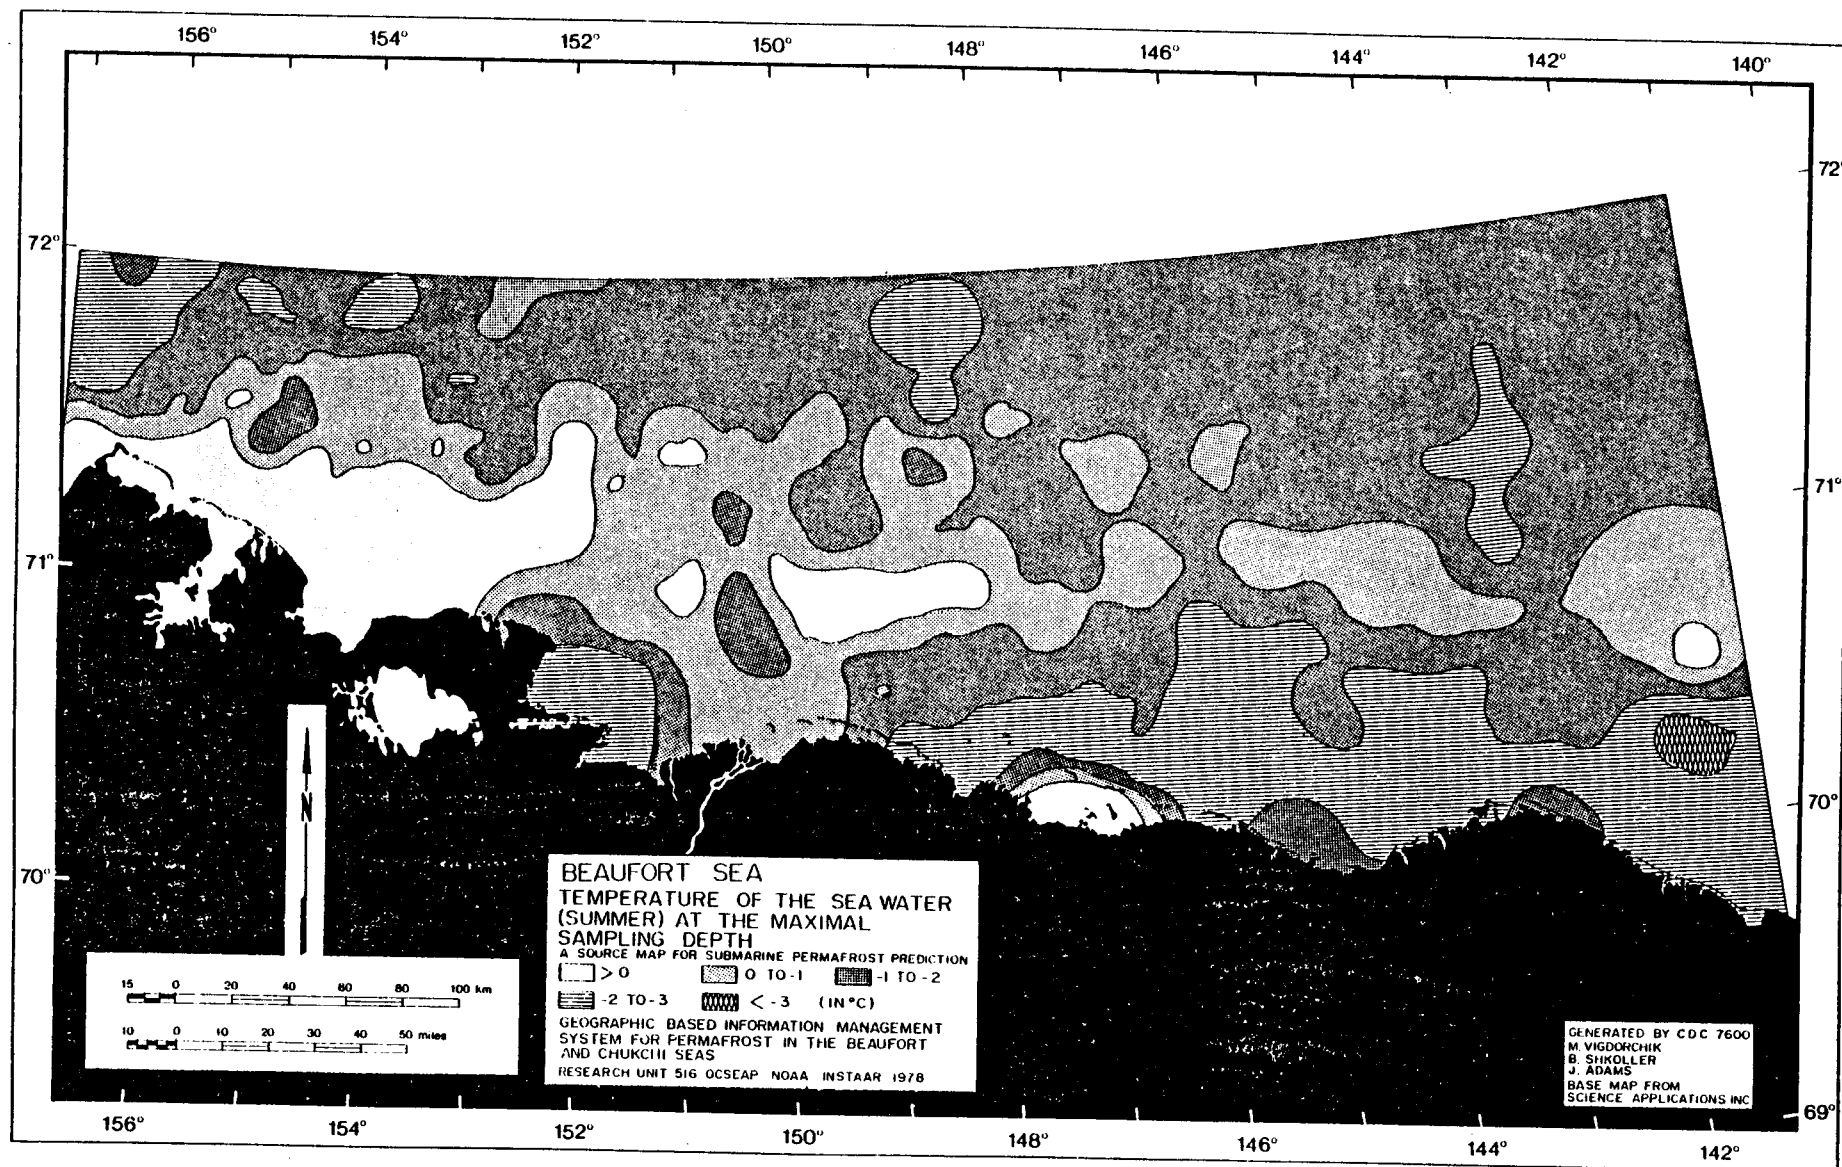 156° 154° 152° 150° 148° 146° 144° 142° 140°
72° 72°
71° 71°
70° 70°
69°
N
BEAUFORT SEA
TEMPERATURE OF THE SEA WATER
(SUMMER) AT THE MAXIMAL
SAMPLING DEPTH
A SOURCE MAP FOR SUBMARINE PERMAFROST PREDICTION
> 0 0 TO -1 -1 TO -2
-2 TO -3 < -3 (IN °C)
GEOGRAPHIC BASED INFORMATION MANAGEMENT
SYSTEM FOR PERMAFROST IN THE BEAUFORT
AND CHUKCHI SEAS
RESEARCH UNIT 516 OCSEAP NOAA INSTAAR 1978
15 0 20 40 60 80 100 km
10 0 10 20 30 40 50 miles
GENERATED BY CDC 7600
M. VIGDORCHIK
B. SHKOLLER
J. ADAMS
BASE MAP FROM
SCIENCE APPLICATIONS INC
156° 154° 152° 150° 148° 146° 144° 142°